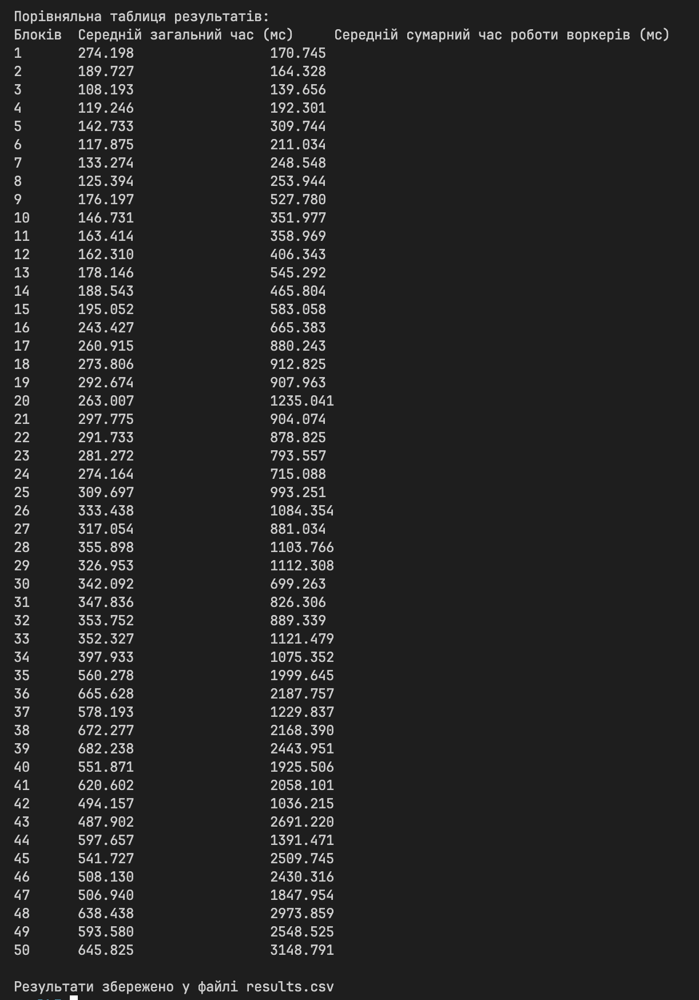 Порівняльна таблиця результатів:
Блоків  Середній загальний час (мс)     Середній сумарний час роботи воркерів (мс)
1       274.198                 170.745
2       189.727                 164.328
3       108.193                 139.656
4       119.246                 192.301
5       142.733                 309.744
6       117.875                 211.034
7       133.274                 248.548
8       125.394                 253.944
9       176.197                 527.780
10      146.731                 351.977
11      163.414                 358.969
12      162.310                 406.343
13      178.146                 545.292
14      188.543                 465.804
15      195.052                 583.058
16      243.427                 665.383
17      260.915                 880.243
18      273.806                 912.825
19      292.674                 907.963
20      263.007                 1235.041
21      297.775                 904.074
22      291.733                 878.825
23      281.272                 793.557
24      274.164                 715.088
25      309.697                 993.251
26      333.438                 1084.354
27      317.054                 881.034
28      355.898                 1103.766
29      326.953                 1112.308
30      342.092                 699.263
31      347.836                 826.306
32      353.752                 889.339
33      352.327                 1121.479
34      397.933                 1075.352
35      560.278                 1999.645
36      665.628                 2187.757
37      578.193                 1229.837
38      672.277                 2168.390
39      682.238                 2443.951
40      551.871                 1925.506
41      620.602                 2058.101
42      494.157                 1036.215
43      487.902                 2691.220
44      597.657                 1391.471
45      541.727                 2509.745
46      508.130                 2430.316
47      506.940                 1847.954
48      638.438                 2973.859
49      593.580                 2548.525
50      645.825                 3148.791
Результати збережено у файлі results.csv